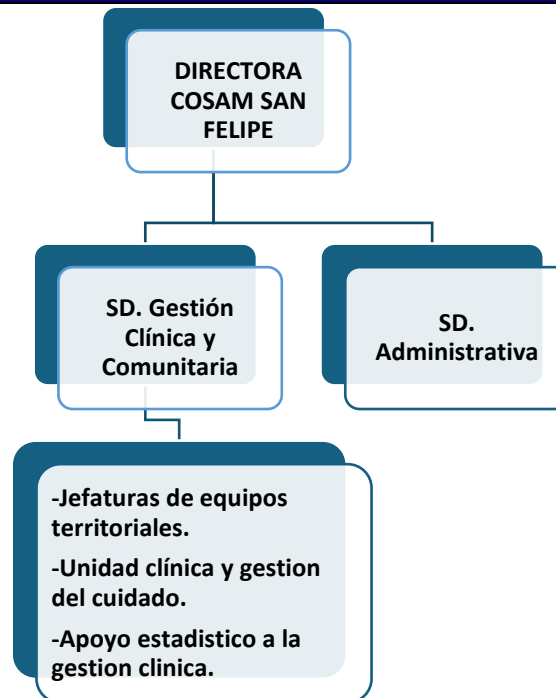 DIRECTORA
COSAM SAN
FELIPE
SD. Gestión
Clínica y
Comunitaria
SD.
Administrativa
-Jefaturas de equipos
territoriales.
-Unidad clínica y gestion
del cuidado.
-Apoyo estadistico a la
gestion clinica.